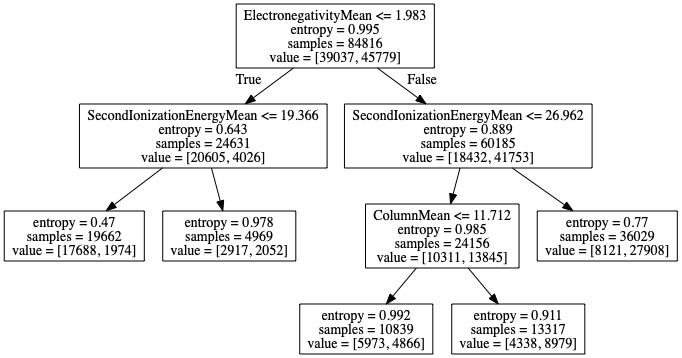 ElectronegativityMean <= 1.983
entropy = 0.995
samples = 84816
value = [39037, 45779]
True
False
SecondIonizationEnergyMean <= 19.366
entropy = 0.643
samples = 24631
value = [20605, 4026]
SecondIonizationEnergyMean <= 26.962
entropy = 0.889
samples = 60185
value = [18432, 41753]
entropy = 0.47
samples = 19662
value = [17688, 1974]
entropy = 0.978
samples = 4969
value = [2917, 2052]
ColumnMean <= 11.712
entropy = 0.985
samples = 24156
value = [10311, 13845]
entropy = 0.77
samples = 36029
value = [8121, 27908]
entropy = 0.992
samples = 10839
value = [5973, 4866]
entropy = 0.911
samples = 13317
value = [4338, 8979]